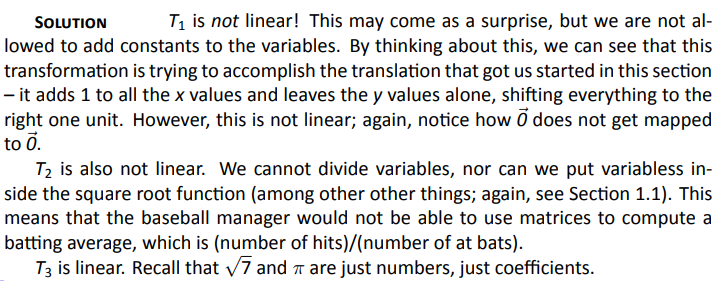 SOLUTION T₁ is not linear! This may come as a surprise, but we are not al-
lowed to add constants to the variables. By thinking about this, we can see that this
transformation is trying to accomplish the translation that got us started in this section
– it adds 1 to all the x values and leaves the y values alone, shifting everything to the
right one unit. However, this is not linear; again, notice how 0⃗ does not get mapped
to 0⃗.
T₂ is also not linear. We cannot divide variables, nor can we put variabless in-
side the square root function (among other other things; again, see Section 1.1). This
means that the baseball manager would not be able to use matrices to compute a
batting average, which is (number of hits)/(number of at bats).
T₃ is linear. Recall that √7 and π are just numbers, just coefficients.